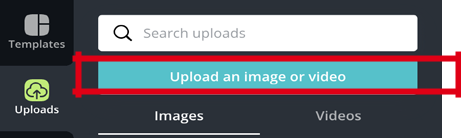 Templates
Search uploads
Upload an image or video
Uploads
Images
Videos